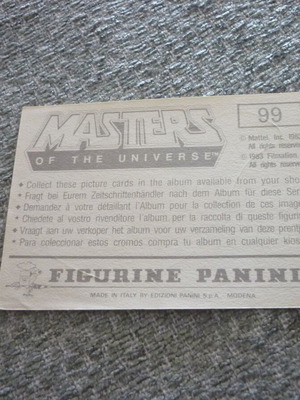 99
MASTERS
OF THE UNIVERSE
© Mattel, Inc. 198
All rights reserved
© 1983 Filmation
All rights
• Collect these picture cards in the album available from your
• Fragt bei Eurem Zeitschriftenhändler nach dem Album für diese
• Demandez à votre détaillant l'album pour la collection de ces
• Chiedete al vostro rivenditore l'album per la raccolta di queste
• Vraagt aan uw verkoper het album voor uw verzameling van deze
• Para coleccionar estos cromos compra tu album en cualquier
FIGURINE PANINI
MADE IN ITALY BY EDIZIONI PANINI S.p.A. MODENA